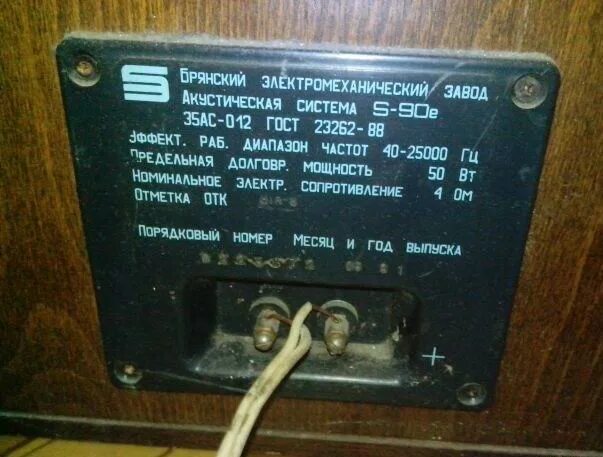 БРЯНСКИЙ ЭЛЕКТРОМЕХАНИЧЕСКИЙ ЗАВОД
АКУСТИЧЕСКАЯ СИСТЕМА S-90e
35АС-012 ГОСТ 23262-88
ЭФФЕКТ. РАБ. ДИАПАЗОН ЧАСТОТ 40-25000 ГЦ
ПРЕДЕЛЬНАЯ ДОЛГОВР. МОЩНОСТЬ 50 ВТ
НОМИНАЛЬНОЕ ЭЛЕКТР. СОПРОТИВЛЕНИЕ 4 ОМ
ОТМЕТКА ОТК
ПОРЯДКОВЫЙ НОМЕР МЕСЯЦ И ГОД ВЫПУСКА
+